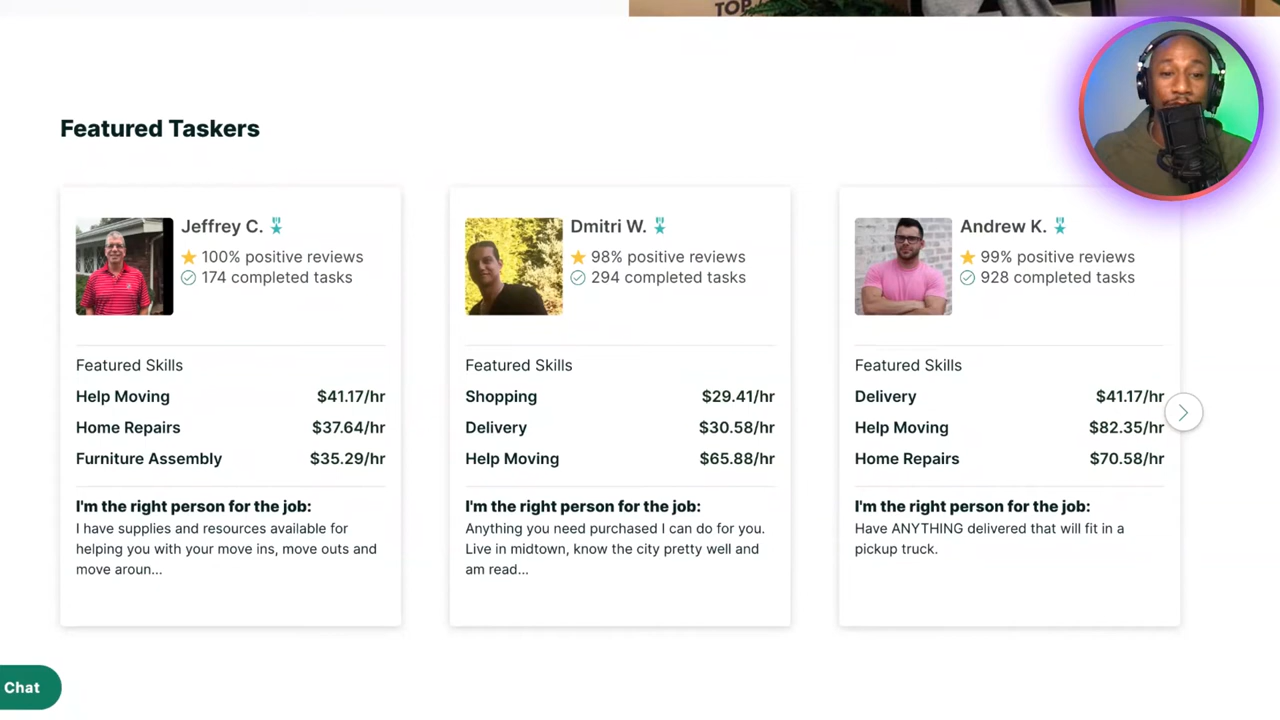 TOP
Featured Taskers
Jeffrey C.
100% positive reviews
174 completed tasks
Featured Skills
Help Moving $41.17/hr
Home Repairs $37.64/hr
Furniture Assembly $35.29/hr
I'm the right person for the job:
I have supplies and resources available for
helping you with your move ins, move outs and
move aroun...
Dmitri W.
98% positive reviews
294 completed tasks
Featured Skills
Shopping $29.41/hr
Delivery $30.58/hr
Help Moving $65.88/hr
I'm the right person for the job:
Anything you need purchased I can do for you.
Live in midtown, know the city pretty well and
am read...
Andrew K.
99% positive reviews
928 completed tasks
Featured Skills
Delivery $41.17/hr
Help Moving $82.35/hr
Home Repairs $70.58/hr
I'm the right person for the job:
Have ANYTHING delivered that will fit in a
pickup truck.
Chat